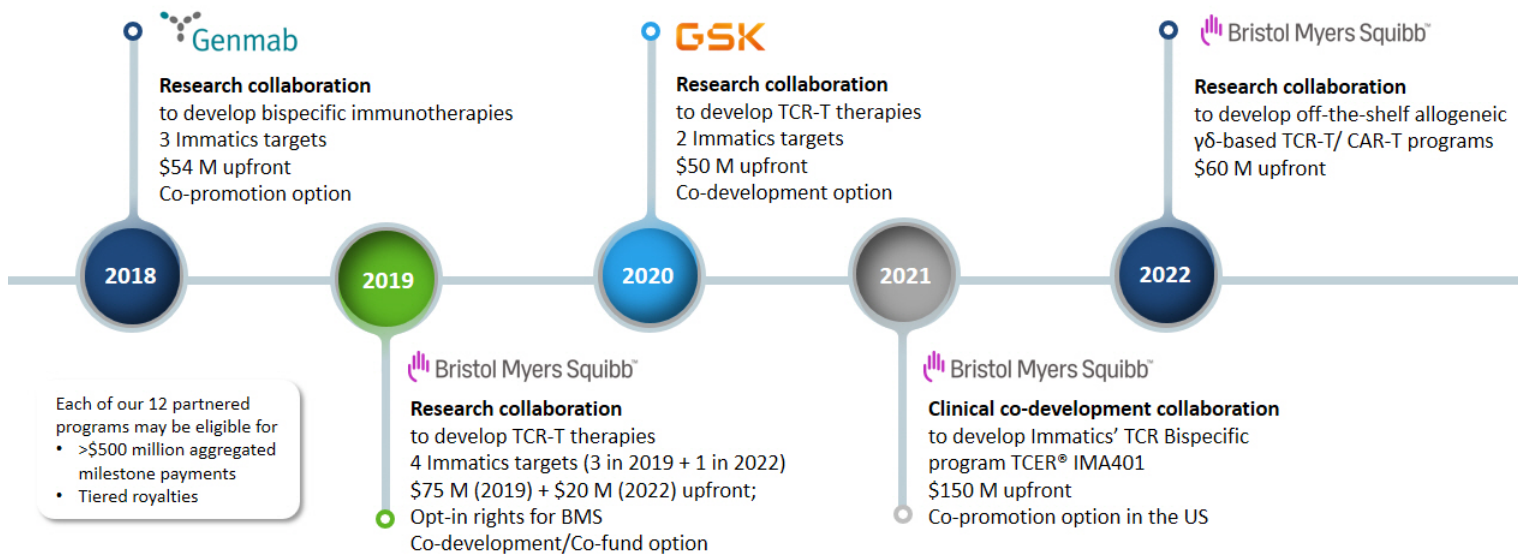 Genmab
Research collaboration
to develop bispecific immunotherapies
3 Immatics targets
$54 M upfront
Co-promotion option
GSK
Research collaboration
to develop TCR-T therapies
2 Immatics targets
$50 M upfront
Co-development option
Bristol Myers Squibb™
Research collaboration
to develop off-the-shelf allogeneic
γδ-based TCR-T/ CAR-T programs
$60 M upfront
2018
2019
2020
2021
2022
Each of our 12 partnered
programs may be eligible for
• >$500 million aggregated
milestone payments
• Tiered royalties
Bristol Myers Squibb™
Research collaboration
to develop TCR-T therapies
4 Immatics targets (3 in 2019 + 1 in 2022)
$75 M (2019) + $20 M (2022) upfront;
Opt-in rights for BMS
Co-development/Co-fund option
Bristol Myers Squibb™
Clinical co-development collaboration
to develop Immatics’ TCR Bispecific
program TCER® IMA401
$150 M upfront
Co-promotion option in the US